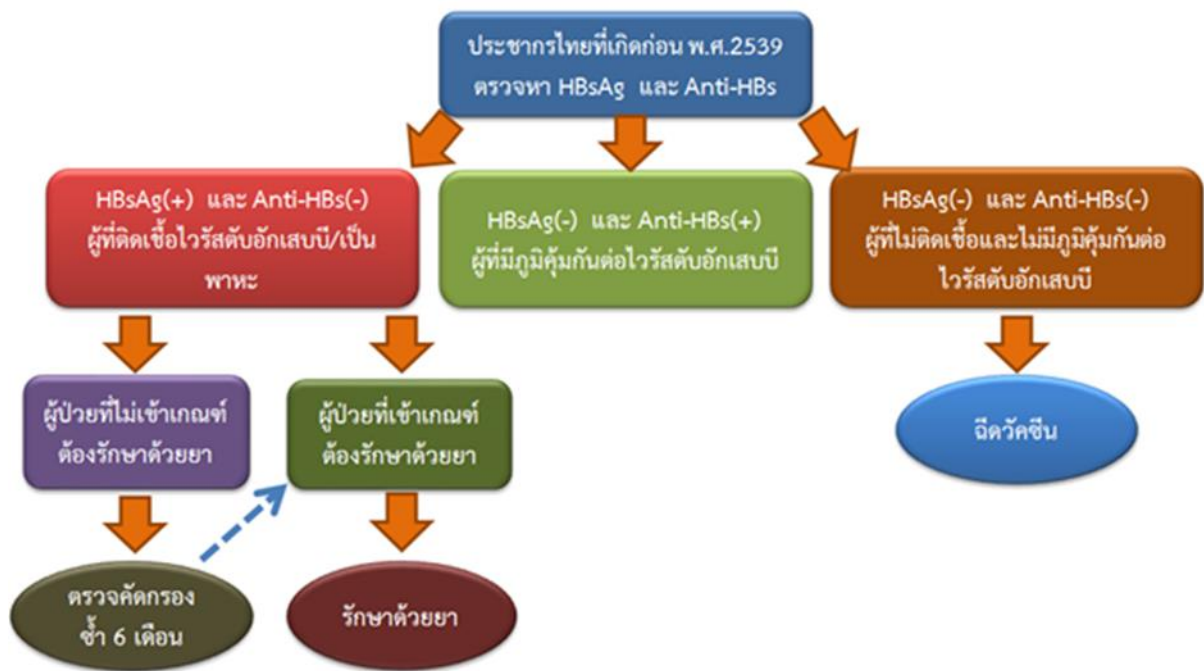 ประชากรไทยที่เกิดก่อน พ.ศ.2539
ตรวจหา HBsAg และ Anti-HBs
HBsAg(+) และ Anti-HBs(-)
ผู้ที่ติดเชื้อไวรัสตับอักเสบบี/เป็น
พาหะ
HBsAg(-) และ Anti-HBs(+)
ผู้ที่มีภูมิคุ้มกันต่อไวรัสตับอักเสบบี
HBsAg(-) และ Anti-HBs(-)
ผู้ที่ไม่ติดเชื้อและไม่มีภูมิคุ้มกันต่อ
ไวรัสตับอักเสบบี
ผู้ป่วยที่ไม่เข้าเกณฑ์
ต้องรักษาด้วยยา
ผู้ป่วยที่เข้าเกณฑ์
ต้องรักษาด้วยยา
ฉีดวัคซีน
ตรวจคัดกรอง
ซ้ำ 6 เดือน
รักษาด้วยยา